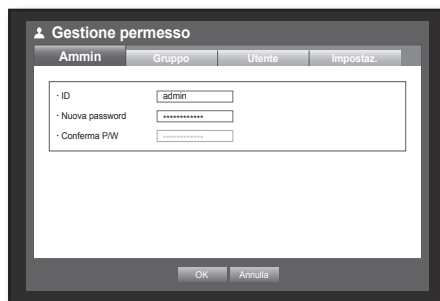 Gestione permesso
Ammin Gruppo Utente Impostaz.
· ID admin
· Nuova password ************
· Conferma P/W ************
OK Annulla